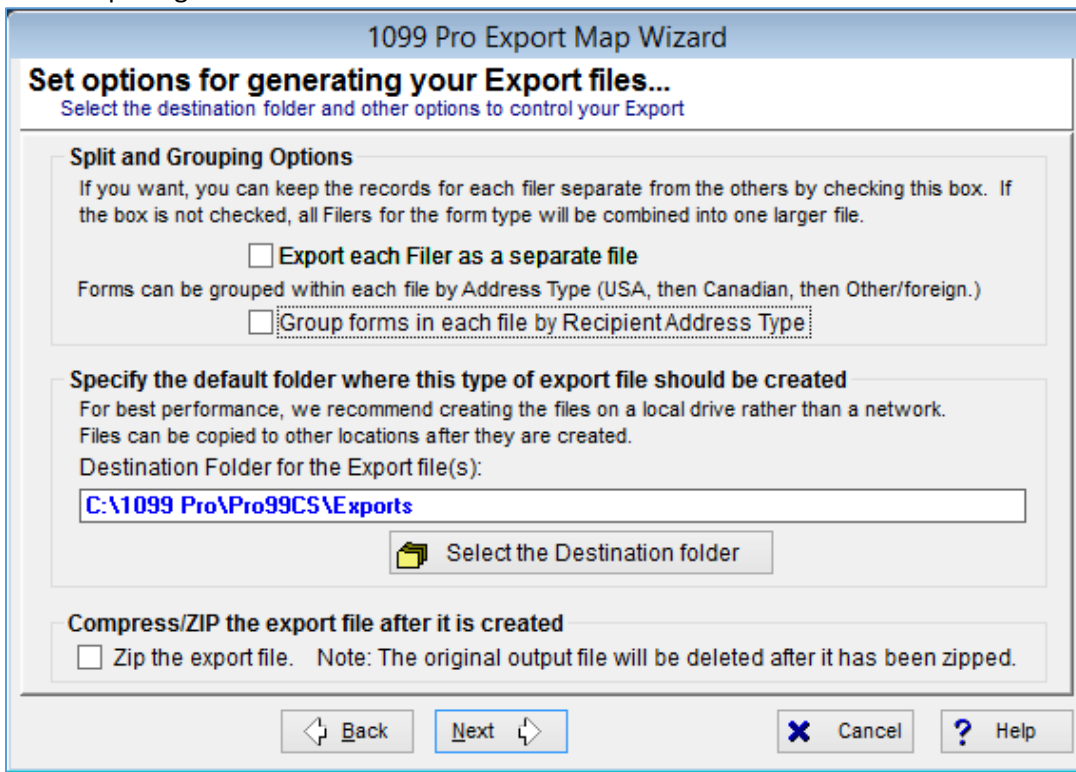 1099 Pro Export Map Wizard
Set options for generating your Export files...
Select the destination folder and other options to control your Export
Split and Grouping Options
If you want, you can keep the records for each filer separate from the others by checking this box. If
the box is not checked, all Filers for the form type will be combined into one larger file.
Export each Filer as a separate file
Forms can be grouped within each file by Address Type (USA, then Canadian, then Other/foreign.)
Group forms in each file by Recipient Address Type
Specify the default folder where this type of export file should be created
For best performance, we recommend creating the files on a local drive rather than a network.
Files can be copied to other locations after they are created.
Destination Folder for the Export file(s):
C:\1099 Pro\Pro99CS\Exports
Select the Destination folder
Compress/ZIP the export file after it is created
Zip the export file. Note: The original output file will be deleted after it has been zipped.
Back Next Cancel ? Help